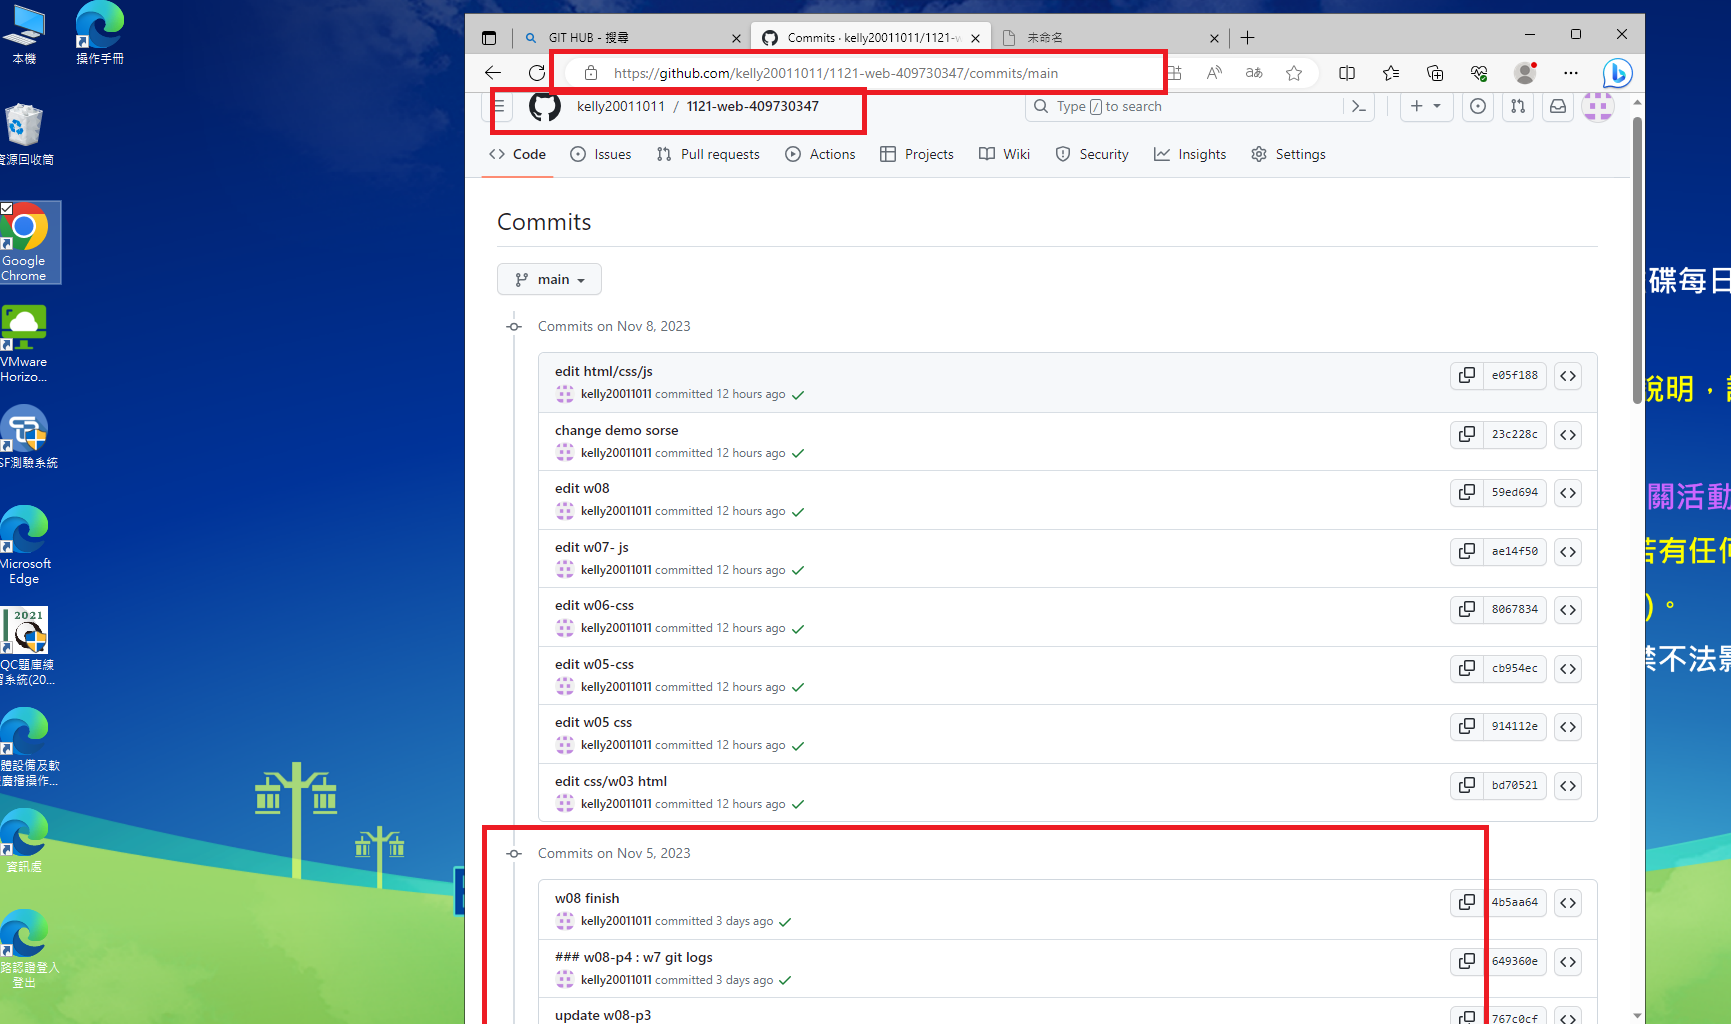 本機
操作手冊
資源回收筒
Google
Chrome
VMware
Horizo...
SF測驗系統
Microsoft
Edge
2021
QC題庫練
習系統(20...
體設備及軟
廣播操作...
資訊處
路認證登入
登出
GIT HUB - 搜尋
Commits · kelly20011011/1121-w
未命名
https://github.com/kelly20011011/1121-web-409730347/commits/main
aあ
kelly20011011 / 1121-web-409730347
Type / to search
Code Issues Pull requests Actions Projects Wiki Security Insights Settings
Commits
main
Commits on Nov 8, 2023
edit html/css/js
e05f188
kelly20011011 committed 12 hours ago
change demo sorse
23c228c
kelly20011011 committed 12 hours ago
edit w08
59ed694
kelly20011011 committed 12 hours ago
edit w07- js
ae14f50
kelly20011011 committed 12 hours ago
edit w06-css
8067834
kelly20011011 committed 12 hours ago
edit w05-css
cb954ec
kelly20011011 committed 12 hours ago
edit w05 css
914112e
kelly20011011 committed 12 hours ago
edit css/w03 html
bd70521
kelly20011011 committed 12 hours ago
Commits on Nov 5, 2023
w08 finish
4b5aa64
kelly20011011 committed 3 days ago
### w08-p4 : w7 git logs
649360e
kelly20011011 committed 3 days ago
update w08-p3
767c0cf
碟每日
說明，
關活動
若有任何
)。
禁不法影